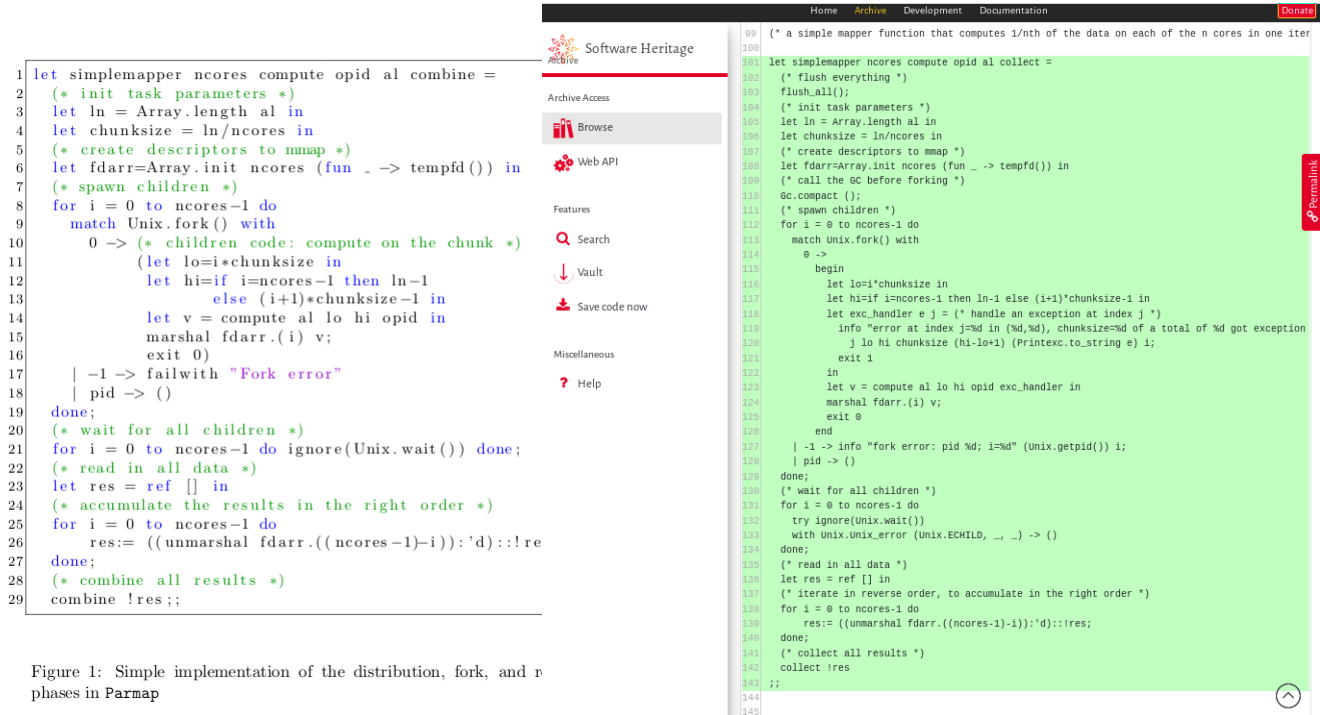 1 let simplemapper ncores compute opid al combine =
2 (* init task parameters *)
3 let ln = Array.length al in
4 let chunksize = ln/ncores in
5 (* create descriptors to mmap *)
6 let fdarr=Array.init ncores (fun _ -> tempfd()) in
7 (* spawn children *)
8 for i = 0 to ncores-1 do
9 match Unix.fork() with
10 0 -> (* children code: compute on the chunk *)
11 (let lo=i*chunksize in
12 let hi=if i=ncores-1 then ln-1
13 else (i+1)*chunksize-1 in
14 let v = compute al lo hi opid in
15 marshal fdarr.(i) v;
16 exit 0)
17 | -1 -> failwith "Fork error"
18 | pid -> ()
19 done;
20 (* wait for all children *)
21 for i = 0 to ncores-1 do ignore(Unix.wait()) done;
22 (* read in all data *)
23 let res = ref [] in
24 (* accumulate the results in the right order *)
25 for i = 0 to ncores-1 do
26 res:= ((unmarshal fdarr.((ncores-1)-i)):'d)::!re
27 done;
28 (* combine all results *)
29 combine !res;;
Figure 1: Simple implementation of the distribution, fork, and
phases in Parmap
Home Archive Development Documentation Donate
Software Heritage
Archive
Archive Access
Browse
Web API
Features
Search
Vault
Save code now
Miscellaneous
Help
99 (* a simple mapper function that computes 1/nth of the data on each of the n cores in one iter
100
101 let simplemapper ncores compute opid al collect =
102 (* flush everything *)
103 flush_all();
104 (* init task parameters *)
105 let ln = Array.length al in
106 let chunksize = ln/ncores in
107 (* create descriptors to mmap *)
108 let fdarr=Array.init ncores (fun _ -> tempfd()) in
109 (* call the GC before forking *)
110 Gc.compact ();
111 (* spawn children *)
112 for i = 0 to ncores-1 do
113 match Unix.fork() with
114 0 ->
115 begin
116 let lo=i*chunksize in
117 let hi=if i=ncores-1 then ln-1 else (i+1)*chunksize-1 in
118 let exc_handler e j = (* handle an exception at index j *)
119 info "error at index j=%d in (%d,%d), chunksize=%d of a total of %d got exception
120 j lo hi chunksize (hi-lo+1) (Printexc.to_string e) i;
121 exit 1
122 in
123 let v = compute al lo hi opid exc_handler in
124 marshal fdarr.(i) v;
125 exit 0
126 end
127 | -1 -> info "fork error: pid %d; i=%d" (Unix.getpid()) i;
128 | pid -> ()
129 done;
130 (* wait for all children *)
131 for i = 0 to ncores-1 do
132 try ignore(Unix.wait())
133 with Unix.Unix_error (Unix.ECHILD, _, _) -> ()
134 done;
135 (* read in all data *)
136 let res = ref [] in
137 (* iterate in reverse order, to accumulate in the right order *)
138 for i = 0 to ncores-1 do
139 res:= ((unmarshal fdarr.((ncores-1)-i)):'d)::!res;
140 done;
141 (* collect all results *)
142 collect !res
143 ;;
144
145
Permalink